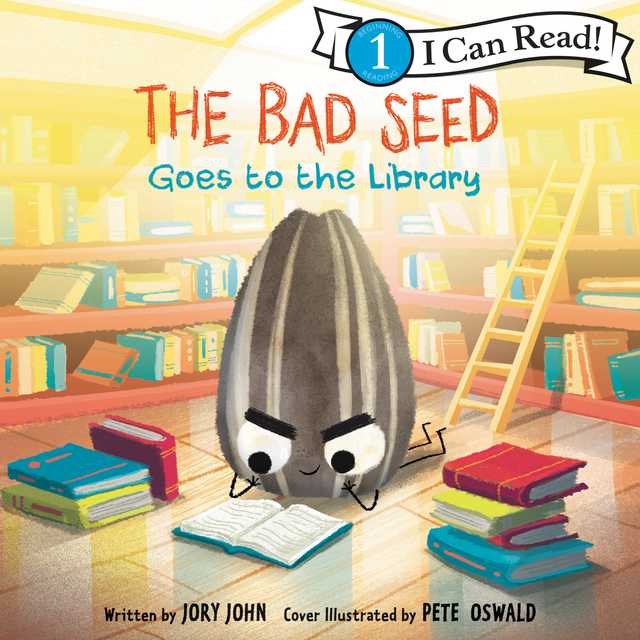 BEGINNING
1
READING
I Can Read!
THE BAD SEED
Goes to the Library
Written by JORY JOHN Cover Illustrated by PETE OSWALD